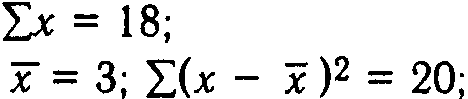 ∑x = 18;
x̄ = 3; ∑(x − x̄)² = 20;